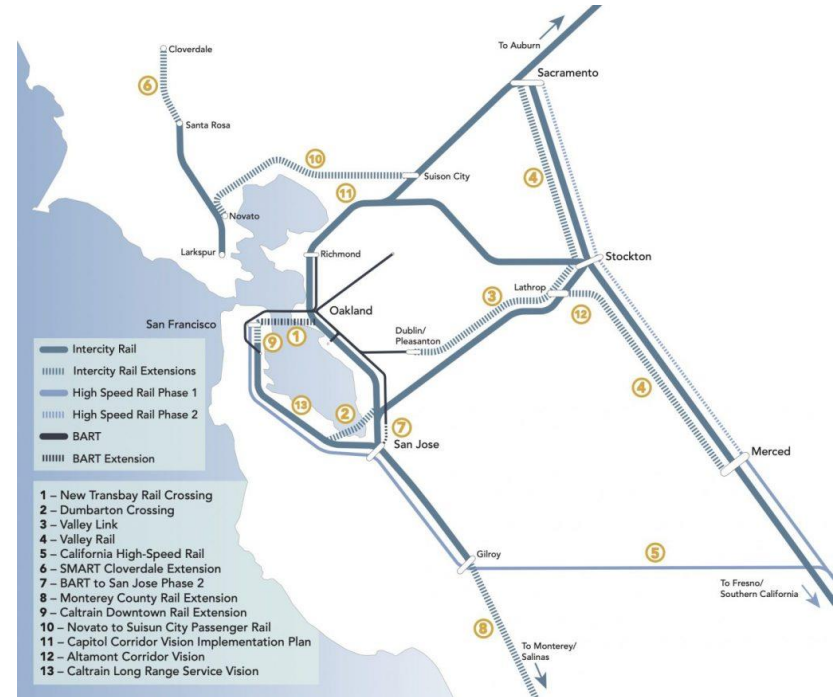 Cloverdale
To Auburn
Sacramento
6
Santa Rosa
10
Suison City
4
11
Novato
Larkspur
Richmond
Stockton
Lathrop
3
Oakland
San Francisco
1
Dublin/
Pleasanton
12
9
4
13
2
7
San Jose
Merced
Gilroy
5
To Fresno/
Southern California
8
To Monterey/
Salinas
Intercity Rail
Intercity Rail Extensions
High Speed Rail Phase 1
High Speed Rail Phase 2
BART
BART Extension
1 – New Transbay Rail Crossing
2 – Dumbarton Crossing
3 – Valley Link
4 – Valley Rail
5 – California High-Speed Rail
6 – SMART Cloverdale Extension
7 – BART to San Jose Phase 2
8 – Monterey County Rail Extension
9 – Caltrain Downtown Rail Extension
10 – Novato to Suisun City Passenger Rail
11 – Capitol Corridor Vision Implementation Plan
12 – Altamont Corridor Vision
13 – Caltrain Long Range Service Vision